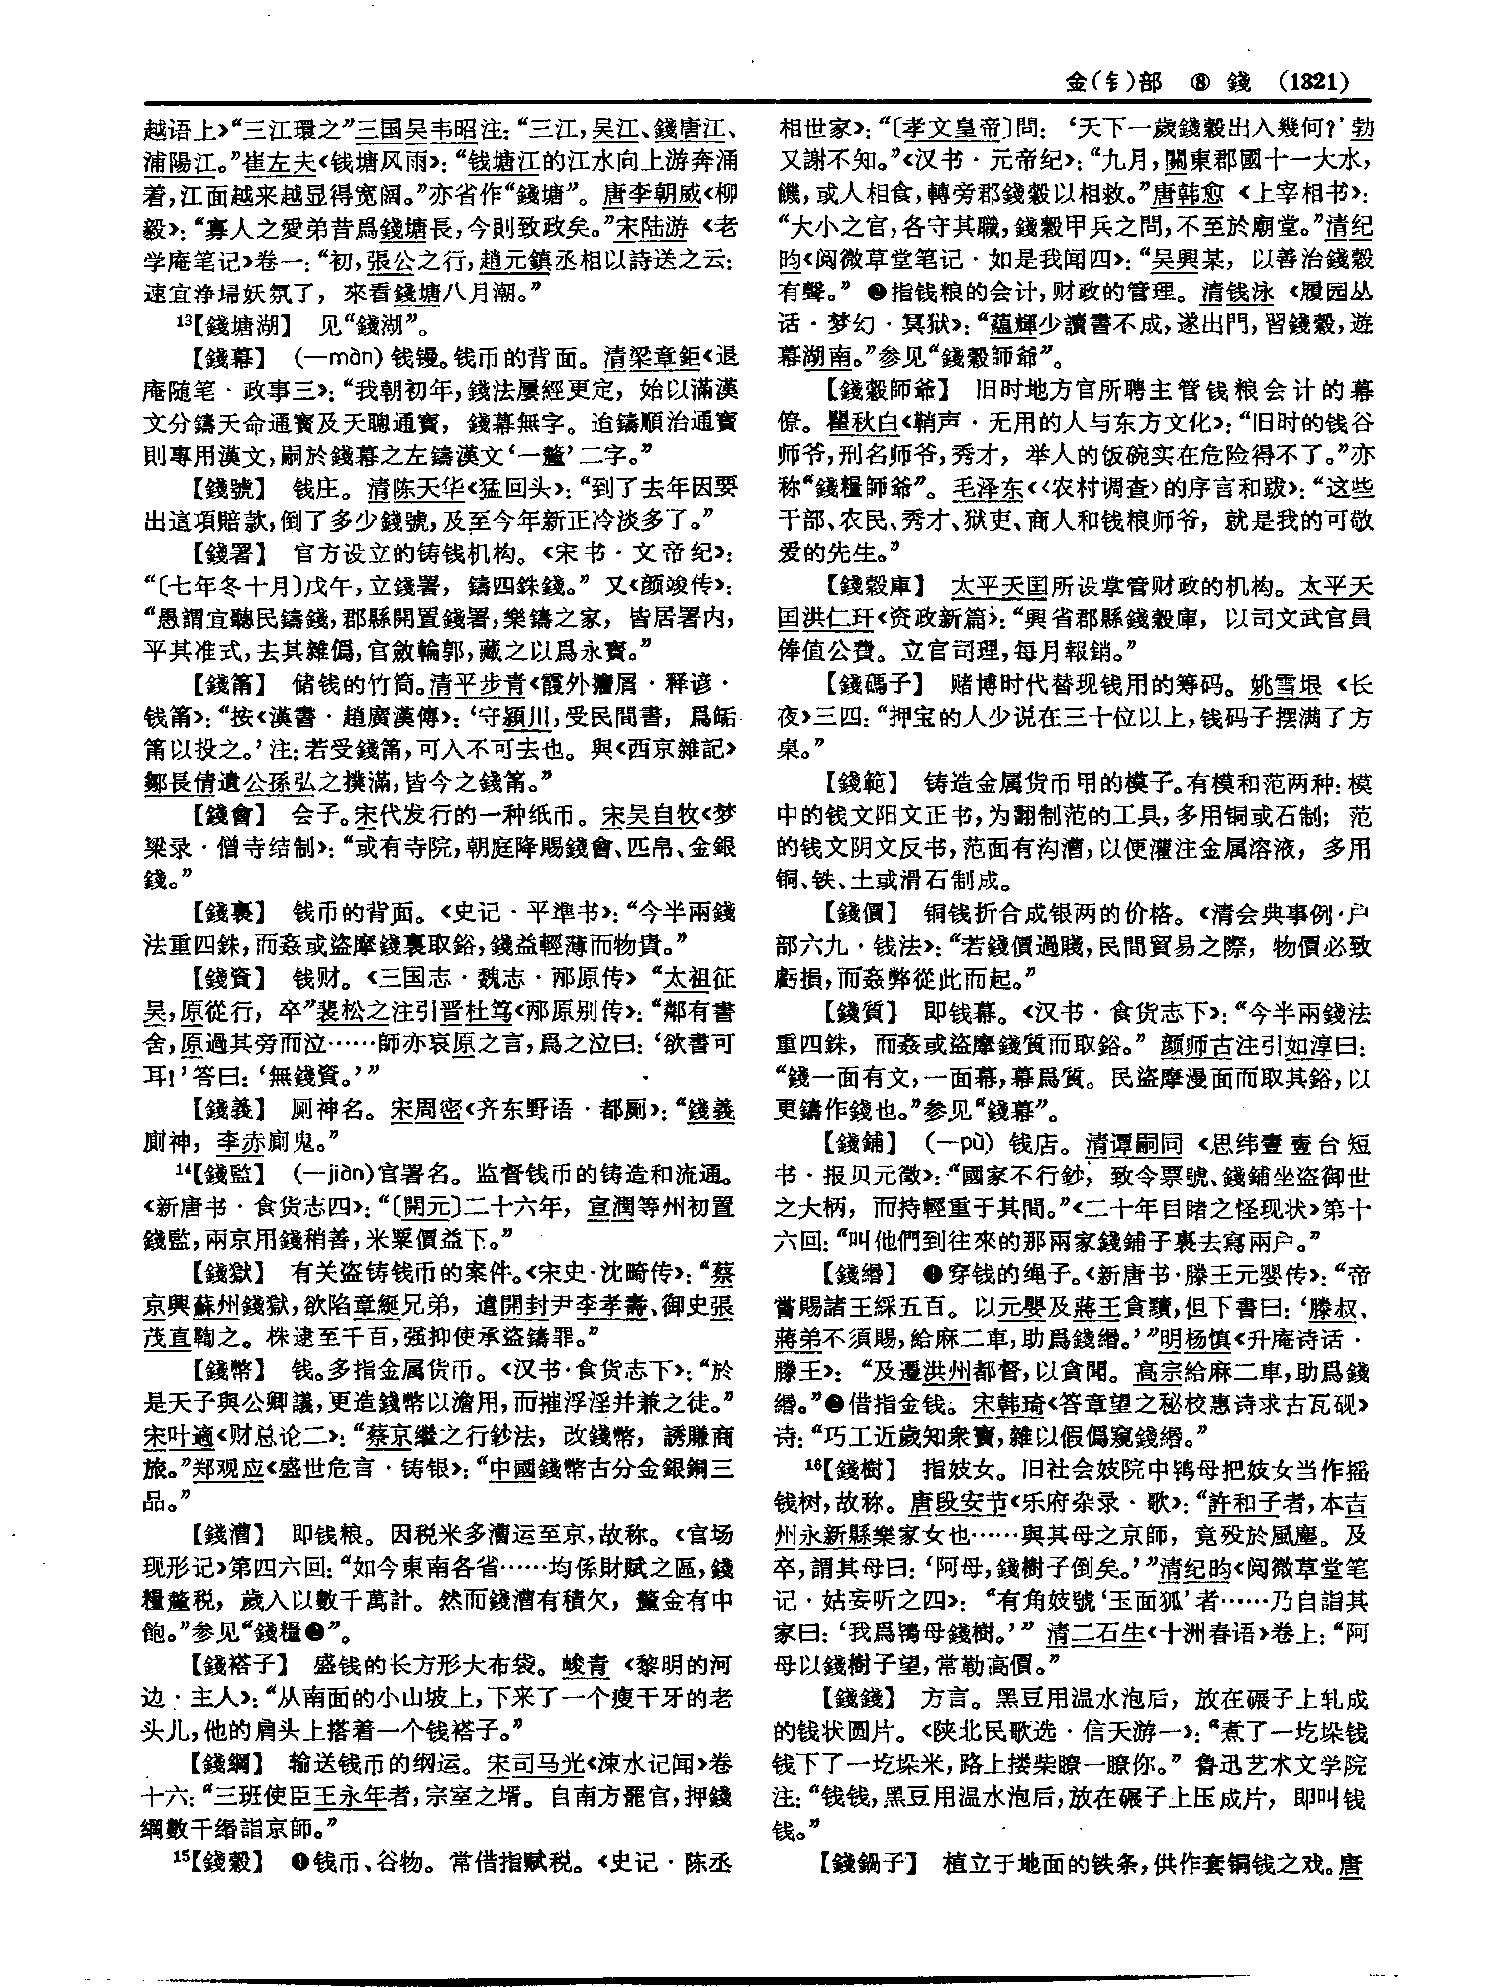 金(钅)部 ⑧ 錢 (1321)
越语上》“三江環之”三国吴韦昭注：“三江，吴江、錢唐江、
浦陽江。”崔左夫《钱塘风雨》：“钱塘江的江水向上游奔涌
着，江面越来越显得宽阔。”亦省作“錢塘”。唐李朝威《柳
毅》：“寡人之愛弟昔爲錢塘長，今則致政矣。”宋陆游《老
学庵笔记》卷一：“初，張公之行，趙元鎮丞相以詩送之云：
速宜净埽妖氛了，來看錢塘八月潮。”
13【錢塘湖】 见“錢湖”。
【錢幕】 (一màn)钱镘。钱币的背面。清梁章鉅《退
庵随笔·政事三》：“我朝初年，錢法屢經更定，始以滿漢
文分鑄天命通寳及天聰通寳，錢幕無字。迨鑄順治通寳
則專用漢文，嗣於錢幕之左鑄漢文‘一釐’二字。”
【錢號】 钱庄。清陈天华《猛回头》：“到了去年因要
出這項賠款，倒了多少錢號，及至今年新正冷淡多了。”
【錢署】 官方设立的铸钱机构。《宋书·文帝纪》：
“〔七年冬十月〕戊午，立錢署，鑄四銖錢。”又《颜竣传》：
“愚謂宜聽民鑄錢，郡縣開置錢署，樂鑄之家，皆居署内，
平其准式，去其雜僞，官斂輪郭，藏之以爲永寳。”
【錢筩】 储钱的竹筒。清平步青《霞外攟屑·释谚·
钱筩》：“按《漢書·趙廣漢傳》：‘守潁川，受民間書，爲缿
筩以投之。’注：若受錢筩，可入不可去也。與《西京雜記》
鄒長倩遺公孫弘之撲滿，皆今之錢筩。”
【錢會】 会子。宋代发行的一种纸币。宋吴自牧《梦
粱录·僧寺结制》：“或有寺院，朝庭降賜錢會、匹帛、金銀
錢。”
【錢裏】 钱币的背面。《史记·平準书》：“今半兩錢
法重四銖，而姦或盜摩錢裏取鋊，錢益輕薄而物貴。”
【錢資】 钱财。《三国志·魏志·邴原传》“太祖征
吴，原從行，卒”裴松之注引晋杜笃《邴原别传》：“鄰有書
舍，原過其旁而泣……師亦哀原之言，爲之泣曰：‘欲書可
耳！’答曰：‘無錢資。’”
【錢義】 厕神名。宋周密《齐东野语·都厕》：“錢義
廁神，李赤廁鬼。”
14【錢監】 (一jiàn)官署名。监督钱币的铸造和流通。
《新唐书·食货志四》：“〔開元〕二十六年，宣潤等州初置
錢監，兩京用錢稍善，米粟價益下。”
【錢獄】 有关盗铸钱币的案件。《宋史·沈畸传》：“蔡
京興蘇州錢獄，欲陷章綖兄弟，遣開封尹李孝壽、御史張
茂直鞫之。株逮至千百，强抑使承盜鑄罪。”
【錢幣】 钱。多指金属货币。《汉书·食货志下》：“於
是天子與公卿議，更造錢幣以澹用，而摧浮淫并兼之徒。”
宋叶適《财总论二》：“蔡京繼之行鈔法，改錢幣，誘賺商
旅。”郑观应《盛世危言·铸银》：“中國錢幣古分金銀銅三
品。”
【錢漕】 即钱粮。因税米多漕运至京，故称。《官场
现形记》第四六回：“如今東南各省……均係財賦之區，錢
糧釐税，歲入以數千萬計。然而錢漕有積欠，釐金有中
飽。”参见“錢糧❷”。
【錢褡子】 盛钱的长方形大布袋。峻青《黎明的河
边·主人》：“从南面的小山坡上，下来了一个瘦干牙的老
头儿，他的肩头上搭着一个钱褡子。”
【錢綱】 输送钱币的纲运。宋司马光《涑水记闻》卷
十六：“三班使臣王永年者，宗室之壻。自南方罷官，押錢
綱數千緡詣京師。”
15【錢穀】 ❶钱币、谷物。常借指赋税。《史记·陈丞
相世家》：“〔孝文皇帝〕問：‘天下一歲錢穀出入幾何？’勃
又謝不知。”《汉书·元帝纪》：“九月，關東郡國十一大水，
饑，或人相食，轉旁郡錢穀以相救。”唐韩愈《上宰相书》：
“大小之官，各守其職，錢穀甲兵之問，不至於廟堂。”清纪
昀《阅微草堂笔记·如是我闻四》：“吴興某，以善治錢穀
有聲。”❷指钱粮的会计，财政的管理。清钱泳《履园丛
话·梦幻·冥狱》：“蕴輝少讀書不成，遂出門，習錢穀，遊
幕湖南。”参见“錢穀師爺”。
【錢穀師爺】 旧时地方官所聘主管钱粮会计的幕
僚。瞿秋白《鞘声·无用的人与东方文化》：“旧时的钱谷
师爷，刑名师爷，秀才，举人的饭碗实在危险得不了。”亦
称“錢糧師爺”。毛泽东《〈农村调查〉的序言和跋》：“这些
干部、农民、秀才、狱吏、商人和钱粮师爷，就是我的可敬
爱的先生。”
【錢穀庫】 太平天囯所设掌管财政的机构。太平天
囯洪仁玕《资政新篇》：“興省郡縣錢穀庫，以司文武官員
俸值公費。立官司理，每月報銷。”
【錢碼子】 赌博时代替现钱用的筹码。姚雪垠《长
夜》三四：“押宝的人少说在三十位以上，钱码子摆满了方
桌。”
【錢範】 铸造金属货币用的模子。有模和范两种：模
中的钱文阳文正书，为翻制范的工具，多用铜或石制；范
的钱文阴文反书，范面有沟漕，以便灌注金属溶液，多用
铜、铁、土或滑石制成。
【錢價】 铜钱折合成银两的价格。《清会典事例·户
部六九·钱法》：“若錢價過賤，民間貿易之際，物價必致
虧損，而姦弊從此而起。”
【錢質】 即钱幕。《汉书·食货志下》：“今半兩錢法
重四銖，而姦或盜摩錢質而取鋊。”颜师古注引如淳曰：
“錢一面有文，一面幕，幕爲質。民盜摩漫面而取其鋊，以
更鑄作錢也。”参见“錢幕”。
【錢鋪】 (一pù) 钱店。清谭嗣同《思纬壹壹台短
书·报贝元徵》：“國家不行鈔，致令票號、錢鋪坐盜御世
之大柄，而持輕重于其間。”《二十年目睹之怪现状》第十
六回：“叫他們到往來的那兩家錢鋪子裏去寫兩户。”
【錢緡】 ❶穿钱的绳子。《新唐书·滕王元婴传》：“帝
嘗賜諸王綵五百。以元嬰及蔣王貪黷，但下書曰：‘滕叔、
蔣弟不須賜，給麻二車，助爲錢緡。’”明杨慎《升庵诗话·
滕王》：“及遷洪州都督，以貪聞。高宗給麻二車，助爲錢
緡。”❷借指金钱。宋韩琦《答章望之秘校惠诗求古瓦砚》
诗：“巧工近歲知衆寳，雜以假僞窺錢緡。”
16【錢樹】 指妓女。旧社会妓院中鸨母把妓女当作摇
钱树，故称。唐段安节《乐府杂录·歌》：“許和子者，本吉
州永新縣樂家女也……與其母之京師，竟殁於風塵。及
卒，謂其母曰：‘阿母，錢樹子倒矣。’”清纪昀《阅微草堂笔
记·姑妄听之四》：“有角妓號‘玉面狐’者……乃自詣其
家曰：‘我爲鴇母錢樹。’”清二石生《十洲春语》卷上：“阿
母以錢樹子望，常勒高價。”
【錢錢】 方言。黑豆用温水泡后，放在碾子上轧成
的钱状圆片。《陕北民歌选·信天游一》：“煮了一圪垛钱
钱下了一圪垛米，路上搂柴瞭一瞭你。”鲁迅艺术文学院
注：“钱钱，黑豆用温水泡后，放在碾子上压成片，即叫钱
钱。”
【錢鍋子】 植立于地面的铁条，供作套铜钱之戏。唐